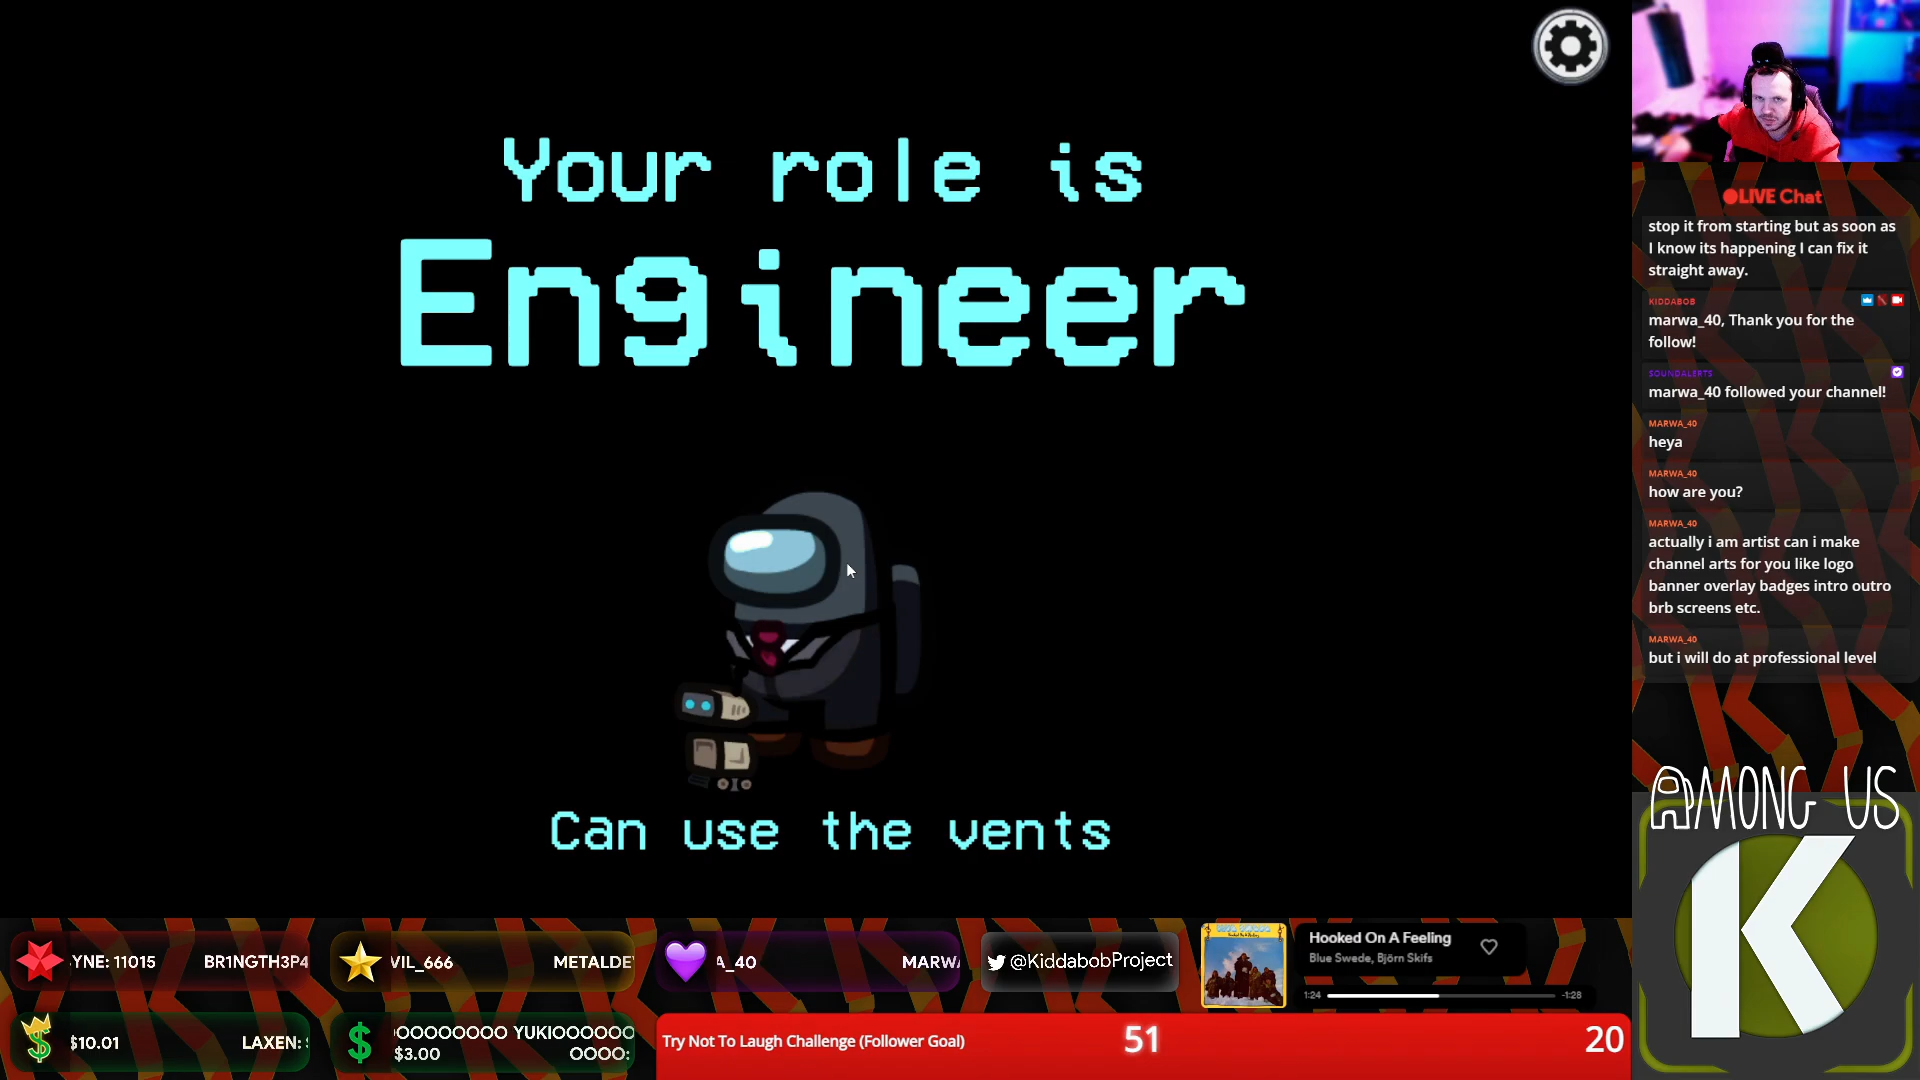 Your role is
Engineer
Can use the vents
LIVE Chat
stop it from starting but as soon as
I know its happening I can fix it
straight away.
KIDDABOB
marwa_40, Thank you for the
follow!
SOUNDALERTS
marwa_40 followed your channel!
MARWA_40
heya
MARWA_40
how are you?
MARWA_40
actually i am artist can i make
channel arts for you like logo
banner overlay badges intro outro
brb screens etc.
MARWA_40
but i will do at professional level
AMONG US
K
YNE: 11015 BR1NGTH3P4
VIL_666 METALDE
A_40 MARWA
@KiddabobProject
Hooked On A Feeling
Blue Swede, Björn Skifs
1:24 -1:28
$10.01 LAXEN:
$3.00
Try Not To Laugh Challenge (Follower Goal) 51 20